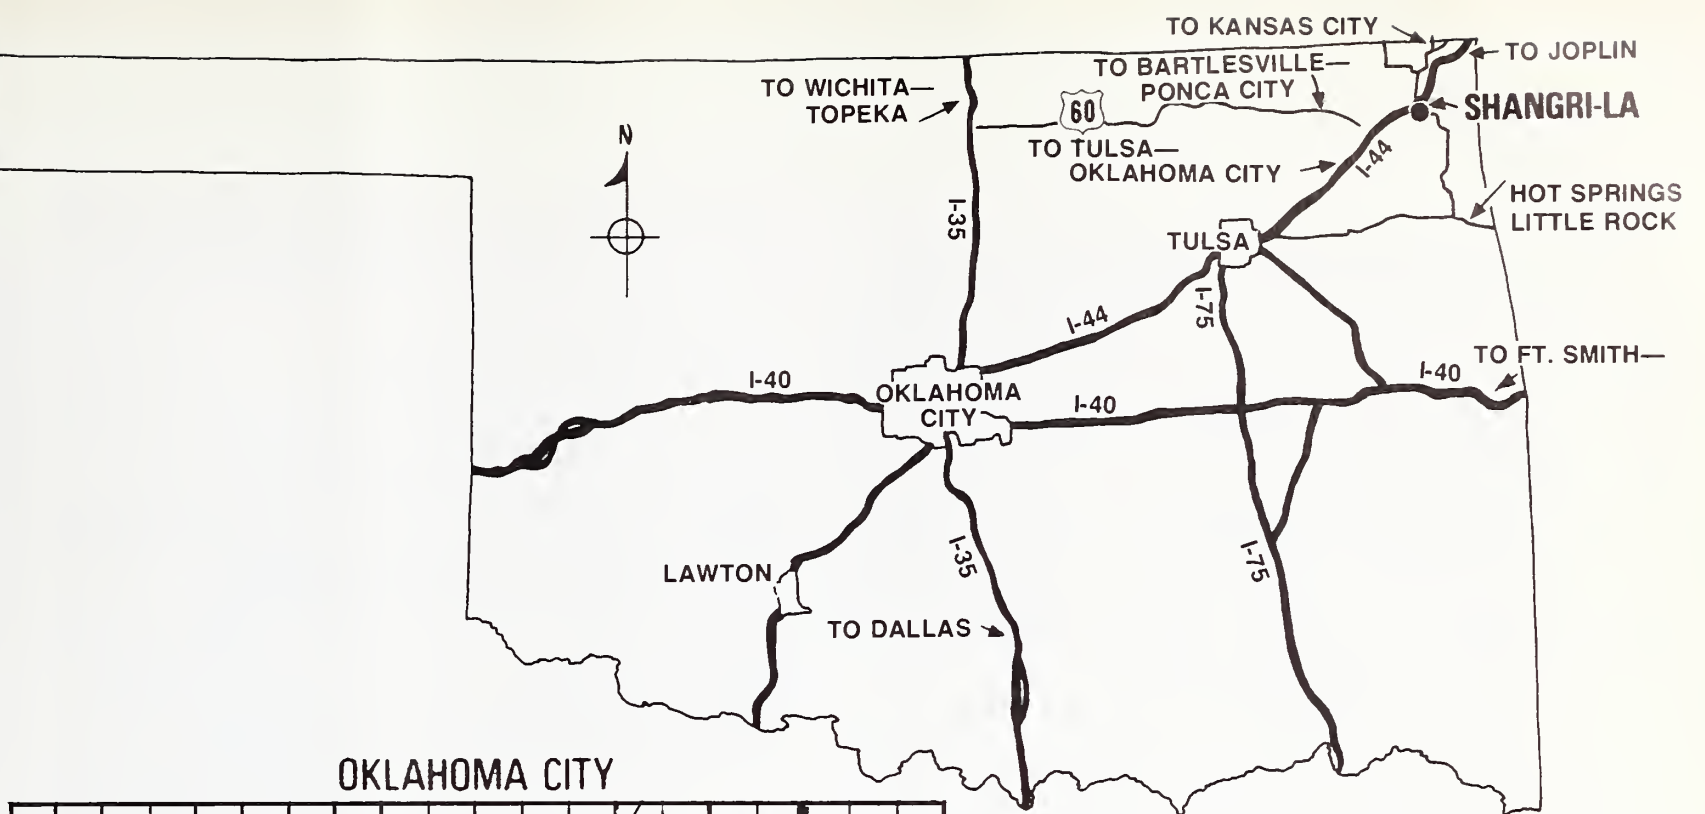 TO KANSAS CITY
TO JOPLIN
TO BARTLESVILLE—
PONCA CITY
TO WICHITA—
TOPEKA
60
SHANGRI-LA
N
TO TULSA—
OKLAHOMA CITY
I-44
I-35
HOT SPRINGS
LITTLE ROCK
TULSA
I-75
I-44
TO FT. SMITH—
I-40
I-40
OKLAHOMA
CITY
I-40
I-35
I-75
LAWTON
TO DALLAS
OKLAHOMA CITY